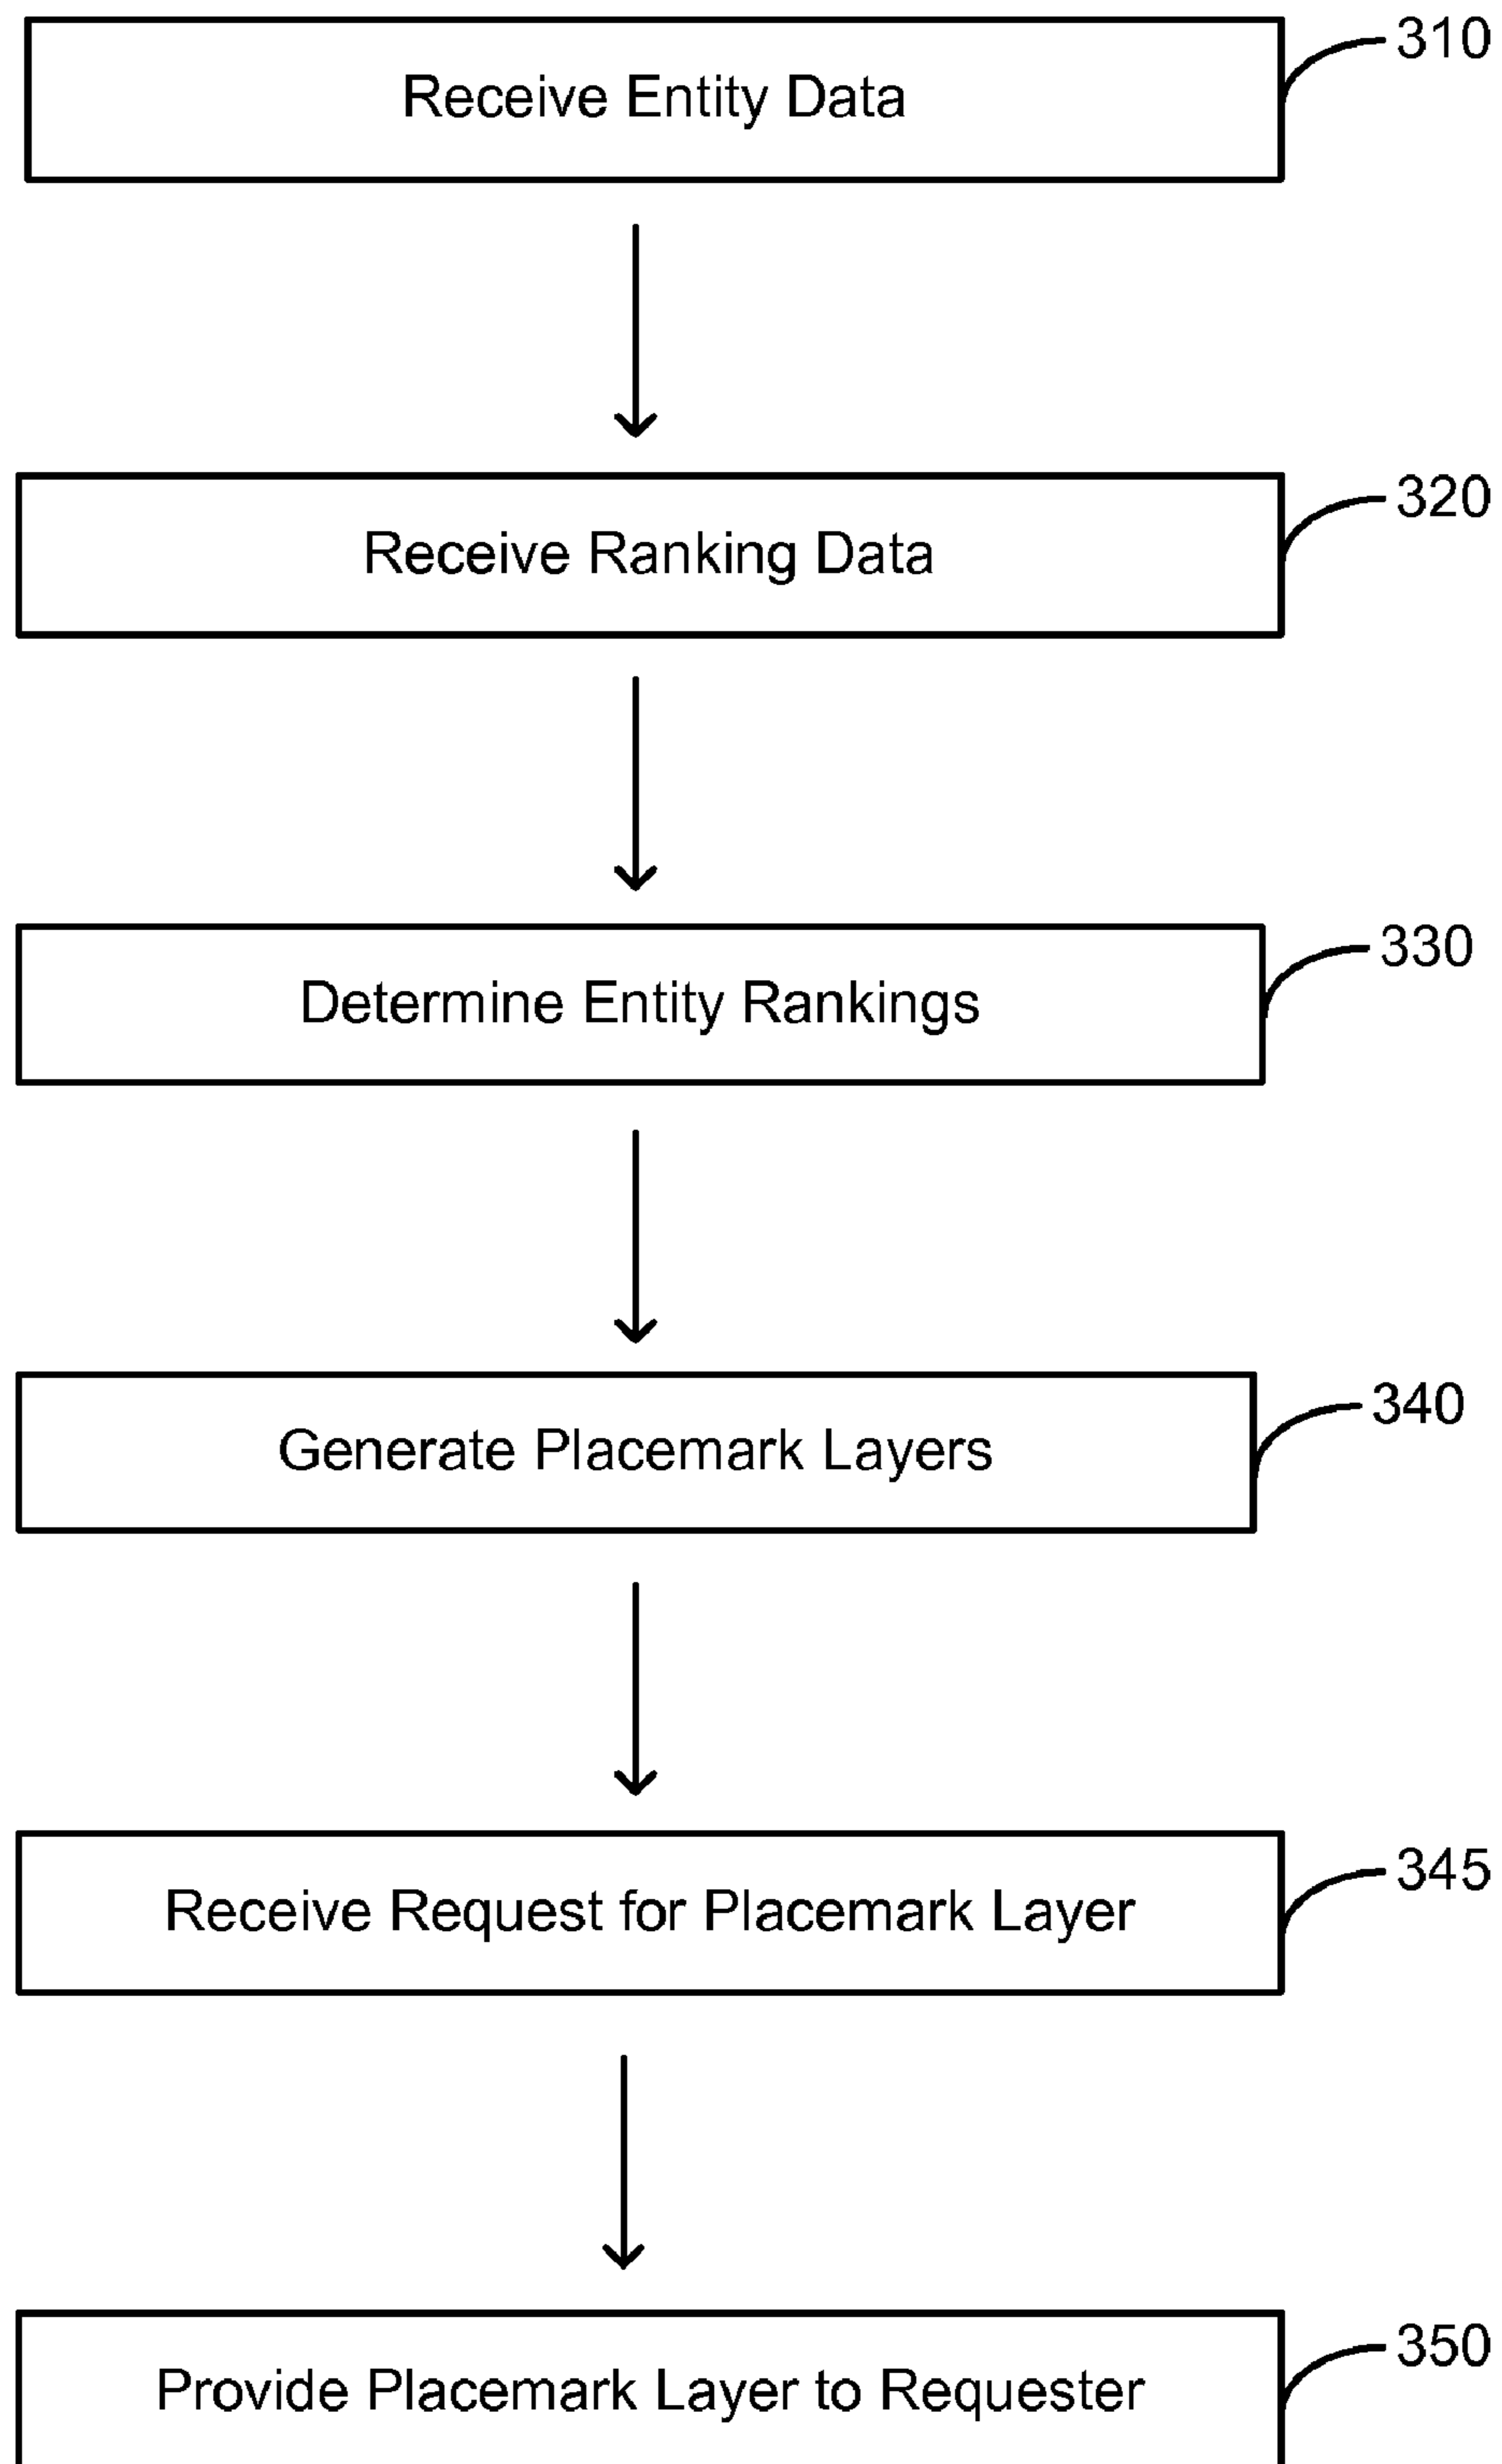 310
Receive Entity Data
320
Receive Ranking Data
330
Determine Entity Rankings
340
Generate Placemark Layers
345
Receive Request for Placemark Layer
350
Provide Placemark Layer to Requester